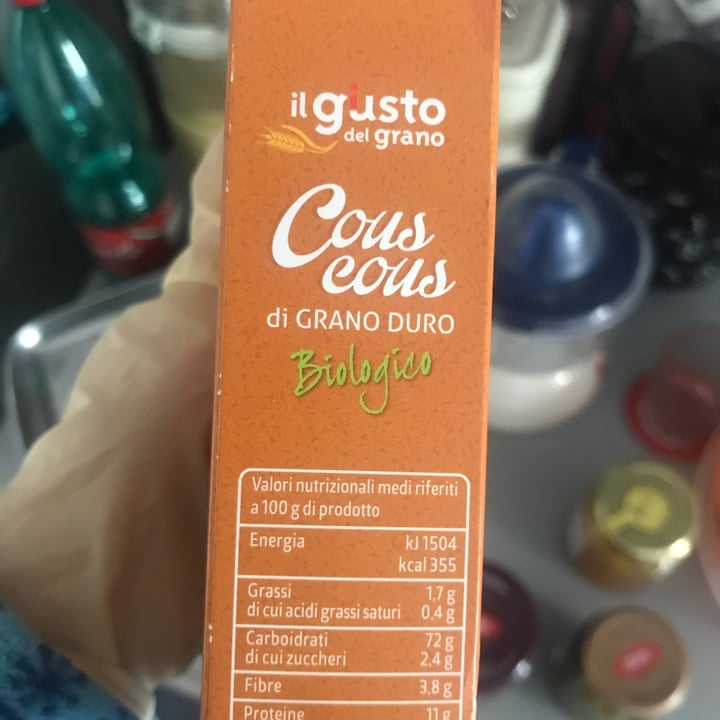 il gusto
del grano
Cous
cous
di GRANO DURO
Biologico
Valori nutrizionali medi riferiti
a 100 g di prodotto
Energia kJ 1504
kcal 355
Grassi 1,7 g
di cui acidi grassi saturi 0,4 g
Carboidrati 72 g
di cui zuccheri 2,4 g
Fibre 3,8 g
Proteine 11 g